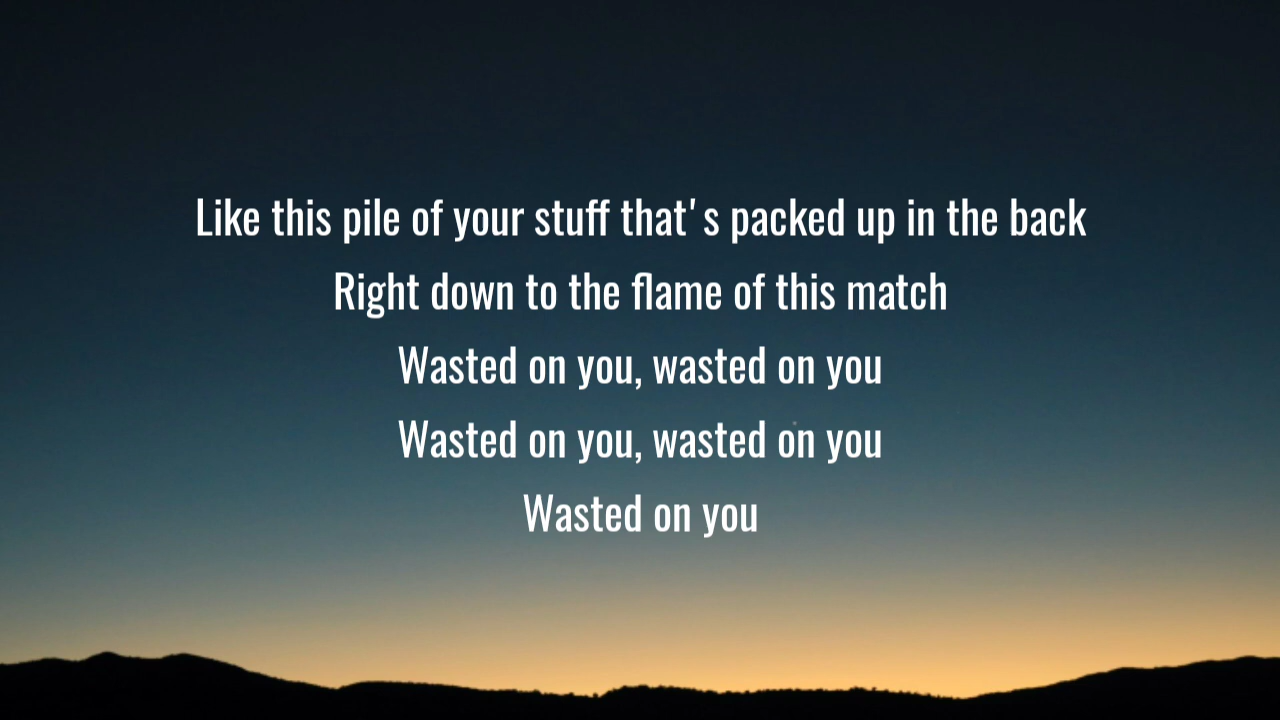 Like this pile of your stuff that's packed up in the back
Right down to the flame of this match
Wasted on you, wasted on you
Wasted on you, wasted on you
Wasted on you